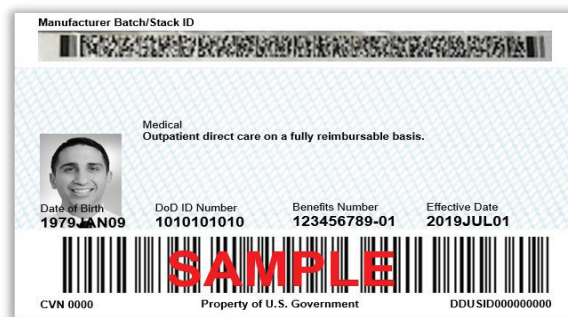 Manufacturer Batch/Stack ID
Medical
Outpatient direct care on a fully reimbursable basis.
Date of Birth DoD ID Number Benefits Number Effective Date
1979JAN09 1010101010 123456789-01 2019JUL01
SAMPLE
CVN 0000 Property of U.S. Government DDUSID000000000